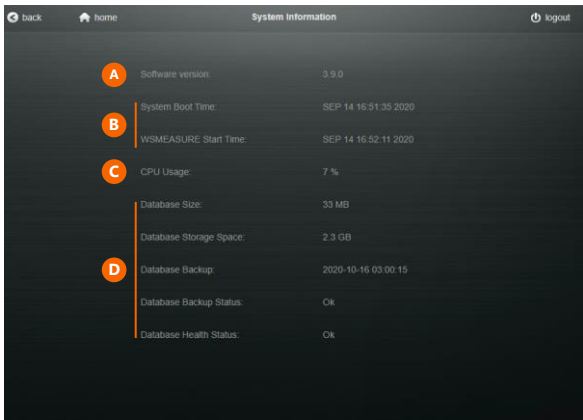 back home System Information logout
A Software version: 3.9.0
System Boot Time: SEP 14 16:51:35 2020
B
WSMEASURE Start Time: SEP 14 16:52:11 2020
C CPU Usage: 7 %
Database Size: 33 MB
Database Storage Space: 2.3 GB
D Database Backup: 2020-10-16 03:00:15
Database Backup Status: Ok
Database Health Status: Ok